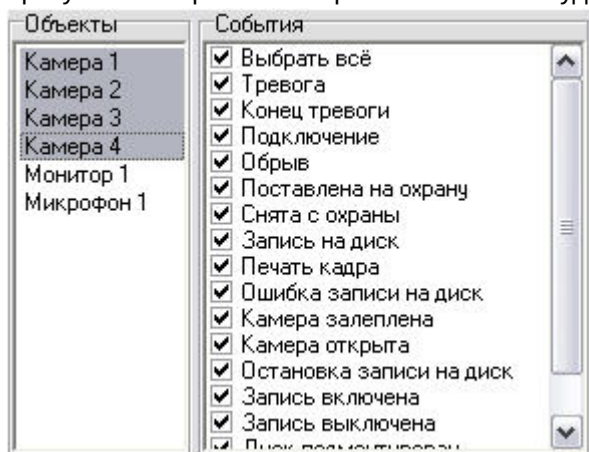 Объекты
Камера 1
Камера 2
Камера 3
Камера 4
Монитор 1
Микрофон 1
События
Выбрать всё
Тревога
Конец тревоги
Подключение
Обрыв
Поставлена на охрану
Снята с охраны
Запись на диск
Печать кадра
Ошибка записи на диск
Камера залеплена
Камера открыта
Остановка записи на диск
Запись включена
Запись выключена
Диск подмонтирован